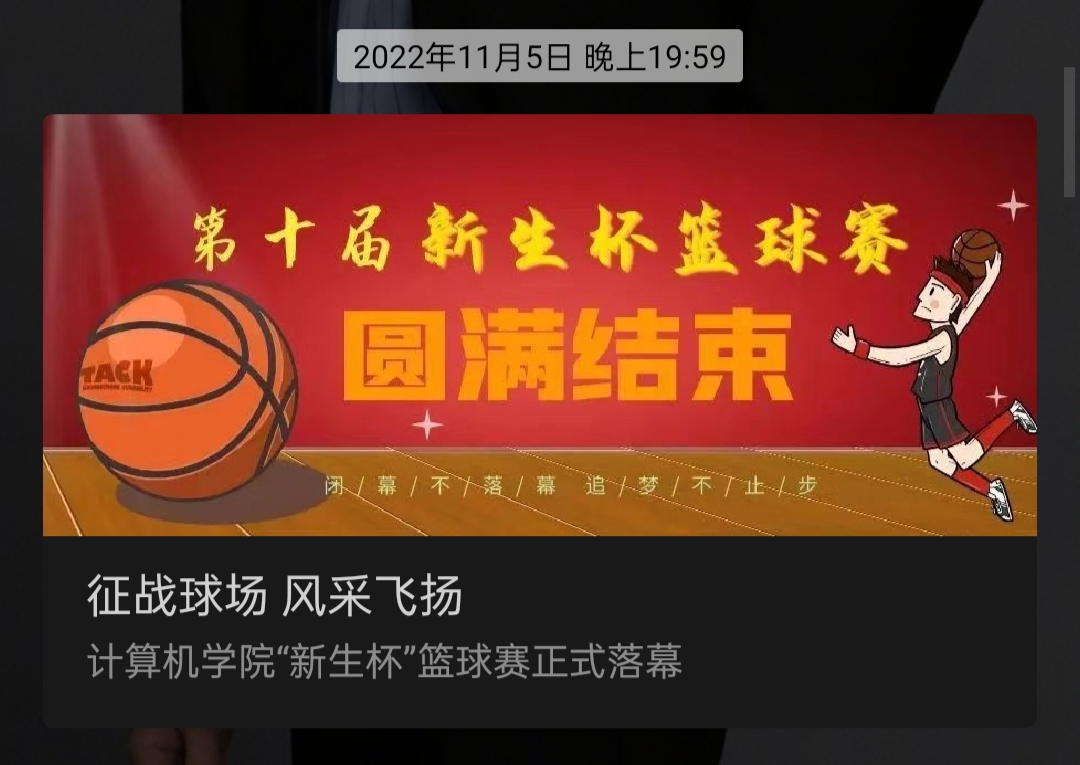 2022年11月5日 晚上19:59
第十届新生杯篮球赛
圆满结束
TACK
闭/幕/不/落/幕 追/梦/不/止/步
征战球场 风采飞扬
计算机学院“新生杯”篮球赛正式落幕